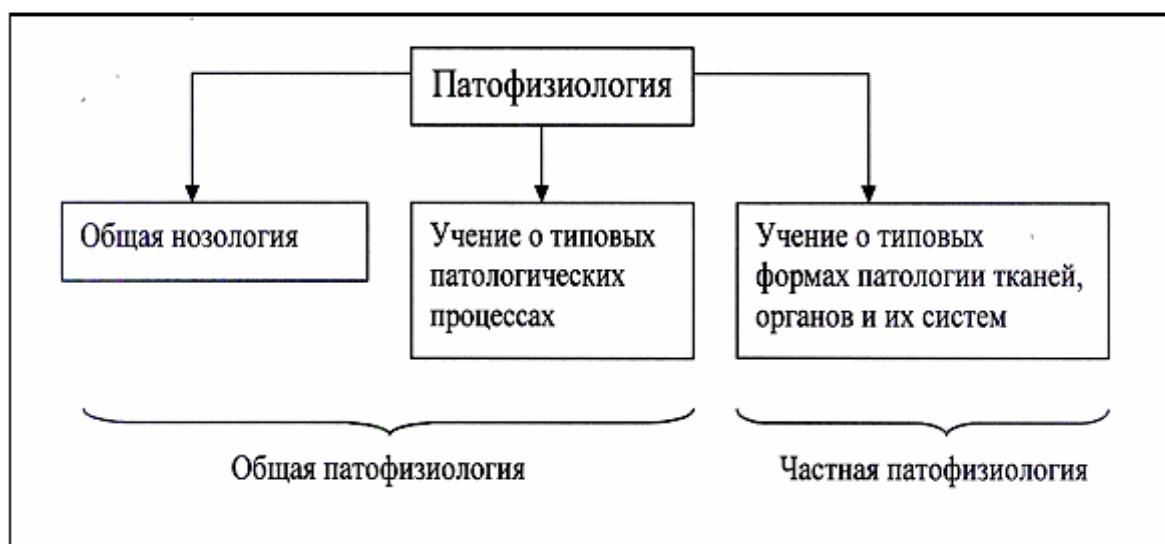 Патофизиология
Общая нозология
Учение о типовых
патологических
процессах
Учение о типовых
формах патологии тканей,
органов и их систем
Общая патофизиология
Частная патофизиология